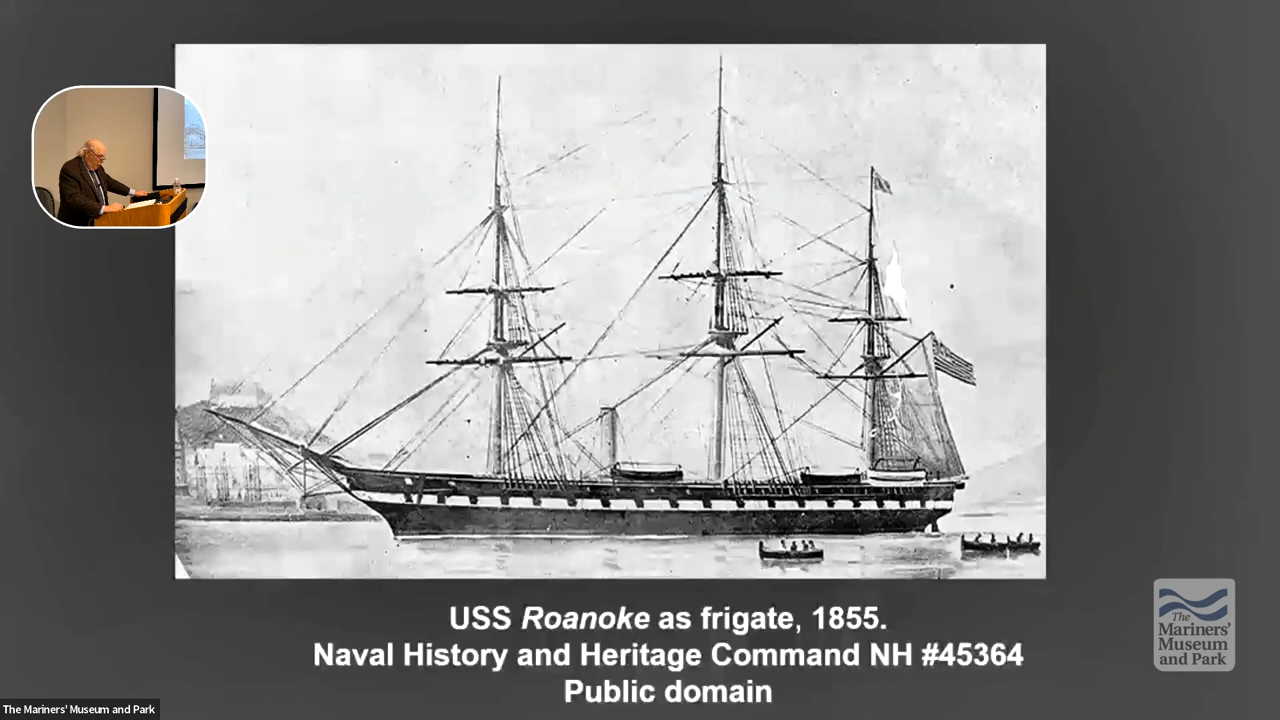 USS Roanoke as frigate, 1855.
Naval History and Heritage Command NH #45364
Public domain
The
Mariners'
Museum
and Park
The Mariners' Museum and Park